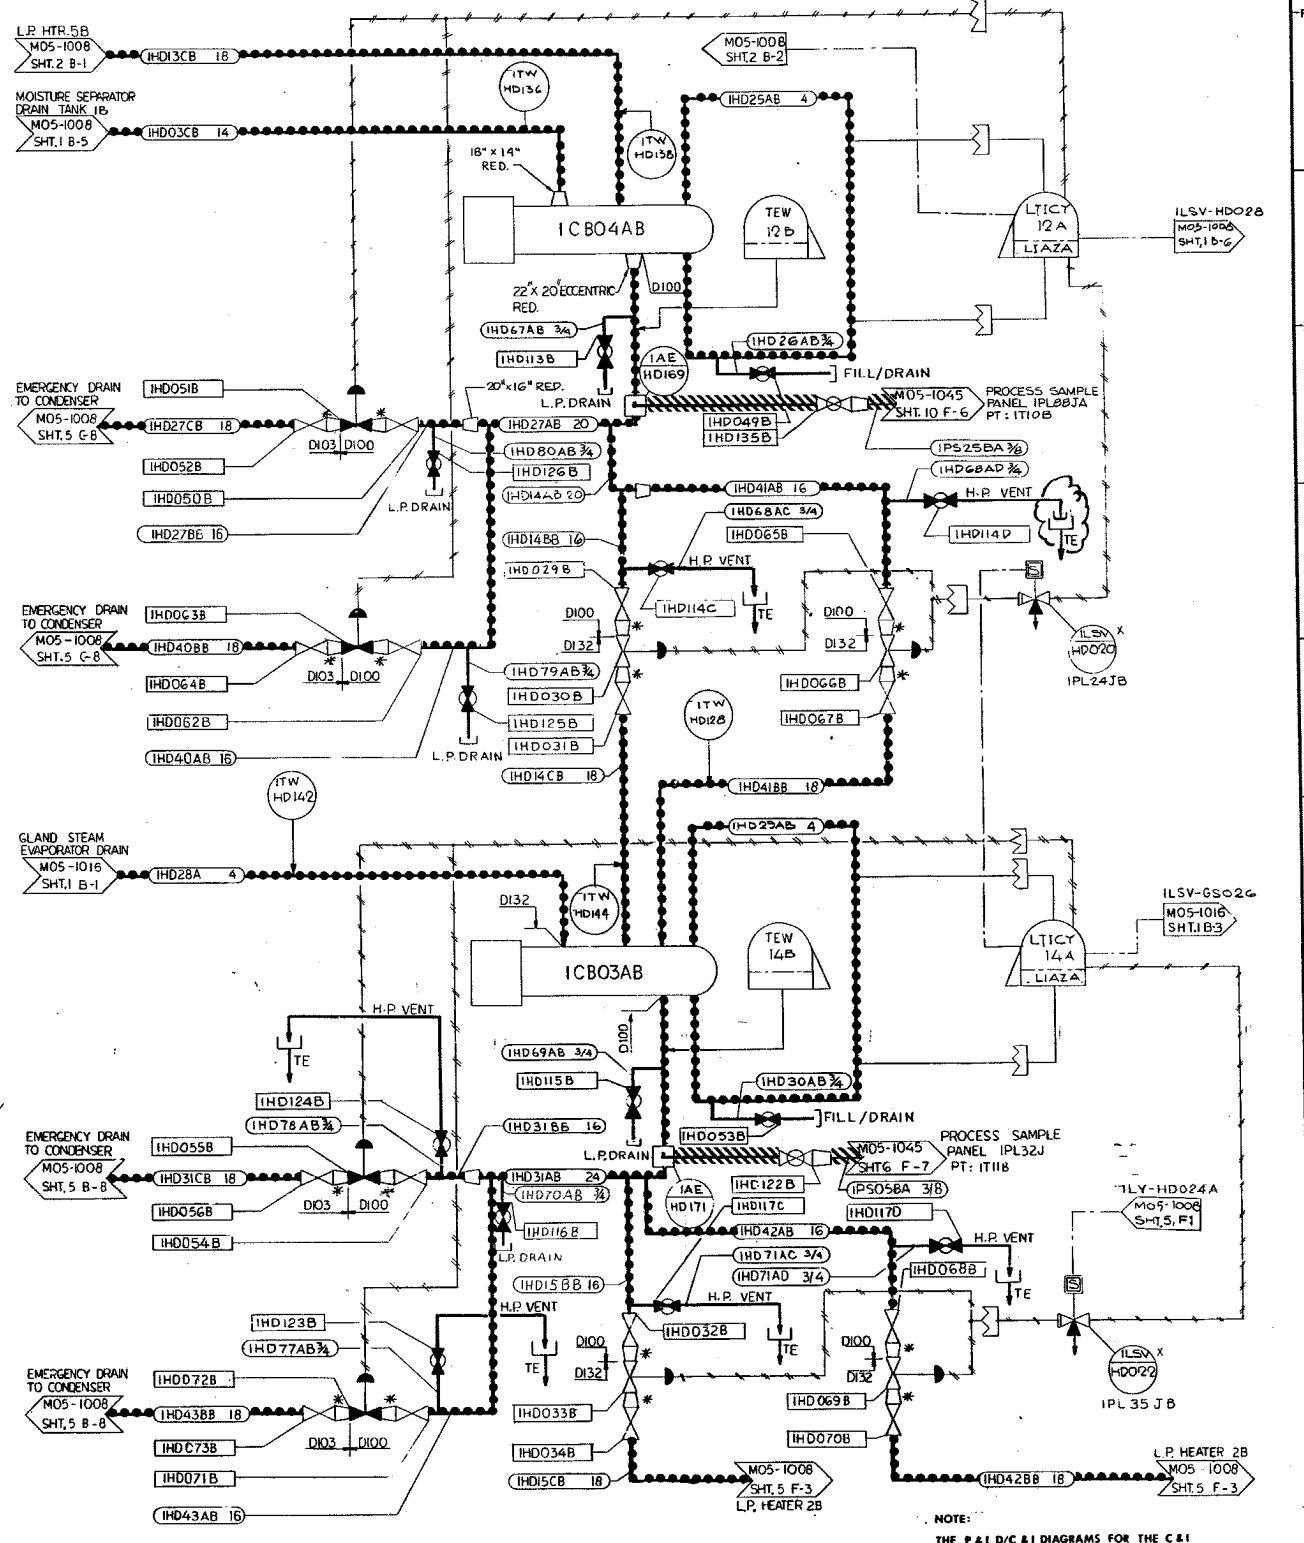 L.P. HTR.5B
M05-1008
SHT.2 B-1
1HD13CB 18
MOISTURE SEPARATOR
DRAIN TANK 1B
M05-1008
SHT.1 B-5
1HD03CB 14
1TW
HD136
18" X 14"
RED.
1TW
HD138
M05-1008
SHT.2 B-2
1HD25AB 4
1CB04AB
TEW
12B
LTICY
12A
LIAZA
1LSV-HD028
M05-1008
SHT.1 B-6
22"X 20"ECCENTRIC
RED.
D100
1HD67AB 3/4
1HD113B
L.P.DRAIN
1AE
HD169
1HD26AB 3/4
FILL/DRAIN
M05-1045
SHT. 10 F-6
PROCESS SAMPLE
PANEL 1PL88JA
PT: 1T10B
1HD049B
1HD135B
1PS25BA 3/8
1HD68AD 3/4
EMERGENCY DRAIN
TO CONDENSER
M05-1008
SHT.5 C-8
1HD27CB 18
1HD051B
1HD052B
1HD050B
1HD27BB 16
D103
D100
20"x16" RED.
1HD27AB 20
1HD80AB 3/4
1HD126B
1HD14AB 20
L.P. DRAIN
1HD41AB 16
1HD68AC 3/4
1HD065B
H.P. VENT
1HD114D
TE
1HD14BB 16
1HD029B
H.P. VENT
1HD114C
TE
D100
D132
D100
D132
S
1LSV
HD020
X
1PL24JB
EMERGENCY DRAIN
TO CONDENSER
M05-1008
SHT.5 C-8
1HD40BB 18
1HD063B
1HD064B
1HD062B
1HD40AB 16
D103
D100
1HD79AB 3/4
1HD030B
1HD125B
1HD031B
L.P. DRAIN
1HD14CB 18
1HD066B
1HD067B
1TW
HD128
1HD41BB 18
1TW
HD142
GLAND STEAM
EVAPORATOR DRAIN
M05-1016
SHT.1 B-1
1HD28A 4
1HD29AB 4
D132
1TW
HD144
1CB03AB
TEW
14B
LTICY
14A
LIAZA
1LSV-GS026
M05-1016
SHT.1B-3
H.P. VENT
TE
D100
1HD69AB 3/4
1HD115B
1HD30AB 3/4
FILL/DRAIN
1HD053B
1HD124B
1HD78AB 3/4
1HD31BB 16
L.P.DRAIN
M05-1045
SHT6 F-7
PROCESS SAMPLE
PANEL 1PL32J
PT: 1T11B
EMERGENCY DRAIN
TO CONDENSER
M05-1008
SHT.5 B-8
1HD31CB 18
1HD055B
1HD056B
1HD054B
D103
D100
1HD31AB 24
1HD70AB 3/4
1HD116B
L.P. DRAIN
1AE
HD171
1HD122B
1HD117C
1PS05BA 3/8
1HD117D
1HD42AB 16
1HD71AC 3/4
1HD71AD 3/4
H.P. VENT
1HD068B
TE
1LY-HD024A
M05-1008
SHT.5, F1
S
1HD15BB 16
H.P. VENT
1HD032B
TE
D100
D132
D100
D132
1LSV
HD022
X
1PL35JB
1HD123B
1HD77AB 3/4
H.P. VENT
TE
EMERGENCY DRAIN
TO CONDENSER
M05-1008
SHT.5 B-8
1HD43BB 18
1HD072B
1HD073B
1HD071B
1HD43AB 16
D103
D100
1HD033B
1HD034B
1HD15CB 18
M05-1008
SHT.5 F-3
L.P. HEATER 2B
1HD069B
1HD070B
1HD42BB 18
L.P. HEATER 2B
M05-1008
SHT.5 F-3
NOTE:
THE P&I D/C&I DIAGRAMS FOR THE C&I